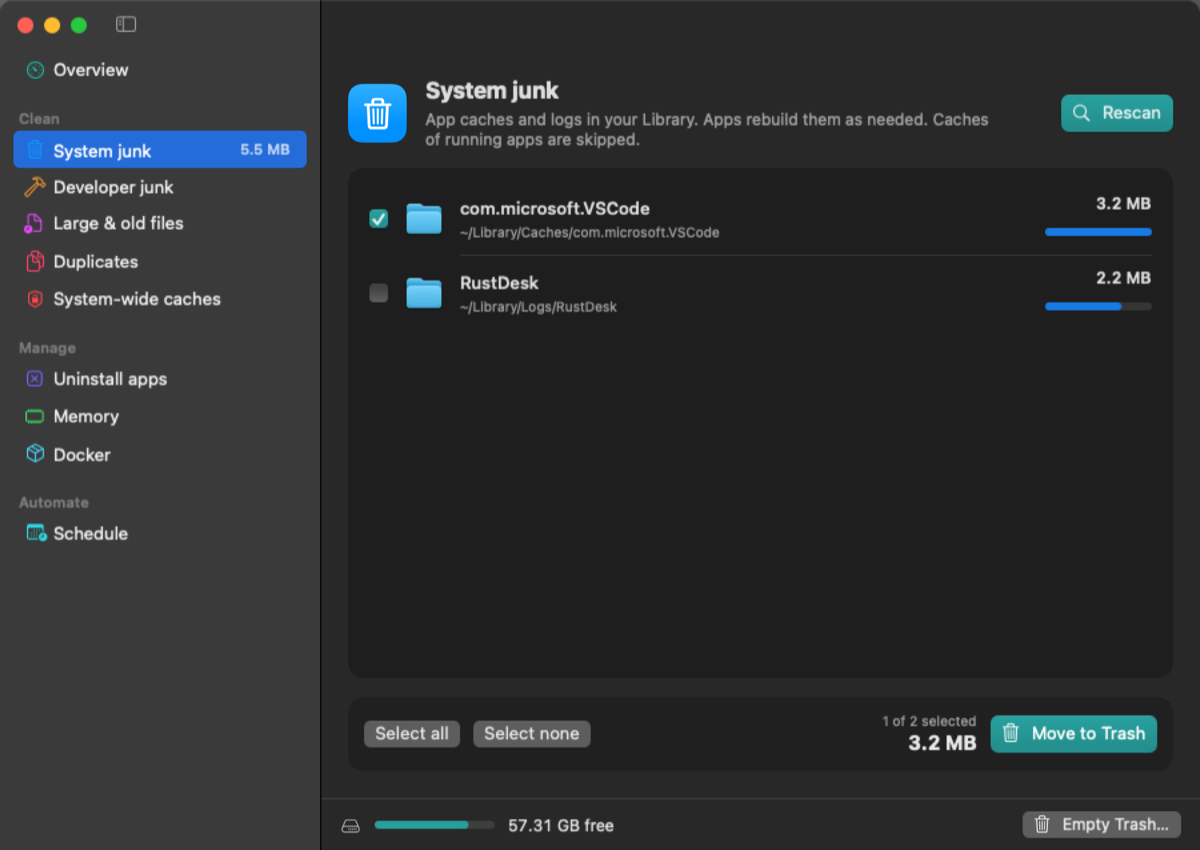 Overview
Clean
System junk 5.5 MB
Developer junk
Large & old files
Duplicates
System-wide caches
Manage
Uninstall apps
Memory
Docker
Automate
Schedule
System junk
App caches and logs in your Library. Apps rebuild them as needed. Caches
of running apps are skipped.
Rescan
com.microsoft.VSCode
~/Library/Caches/com.microsoft.VSCode
3.2 MB
RustDesk
~/Library/Logs/RustDesk
2.2 MB
Select all
Select none
1 of 2 selected
3.2 MB
Move to Trash
57.31 GB free
Empty Trash...